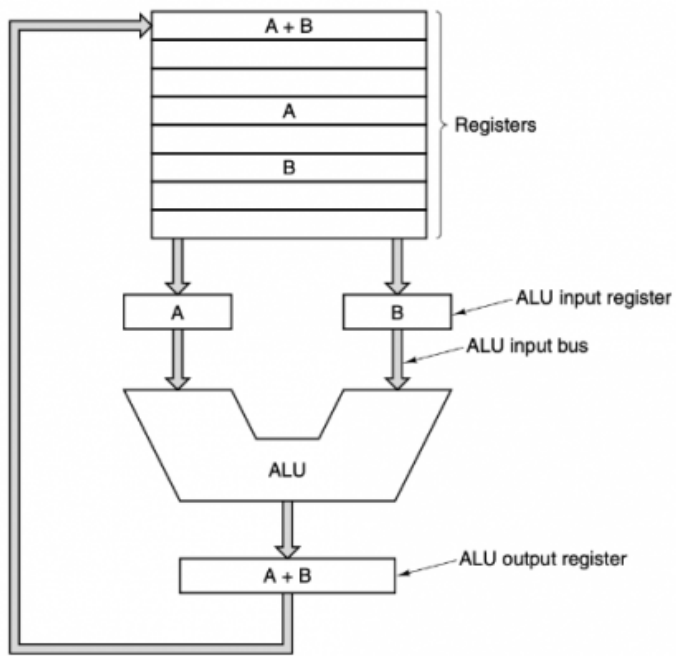 A + B
A
Registers
B
A
B
ALU input register
ALU input bus
ALU
ALU output register
A + B